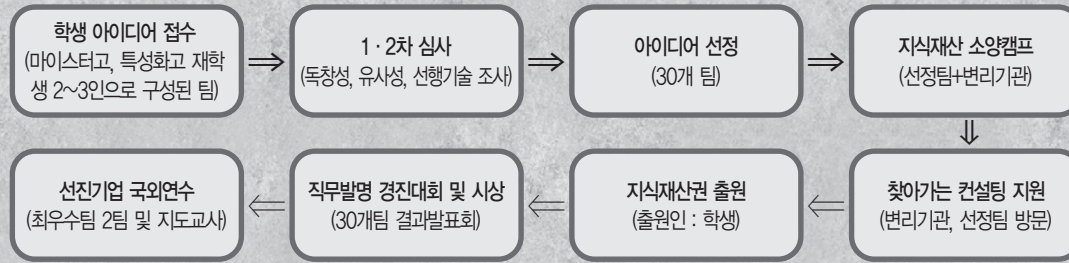 학생 아이디어 접수
(마이스터고, 특성화고 재학
생 2~3인으로 구성된 팀)
⇒
1·2차 심사
(독창성, 유사성, 선행기술 조사)
⇒
아이디어 선정
(30개 팀)
⇒
지식재산 소양캠프
(선정팀+변리기관)
⇓
찾아가는 컨설팅 지원
(변리기관, 선정팀 방문)
⇐
지식재산권 출원
(출원인 : 학생)
⇐
직무발명 경진대회 및 시상
(30개팀 결과발표회)
⇐
선진기업 국외연수
(최우수팀 2팀 및 지도교사)